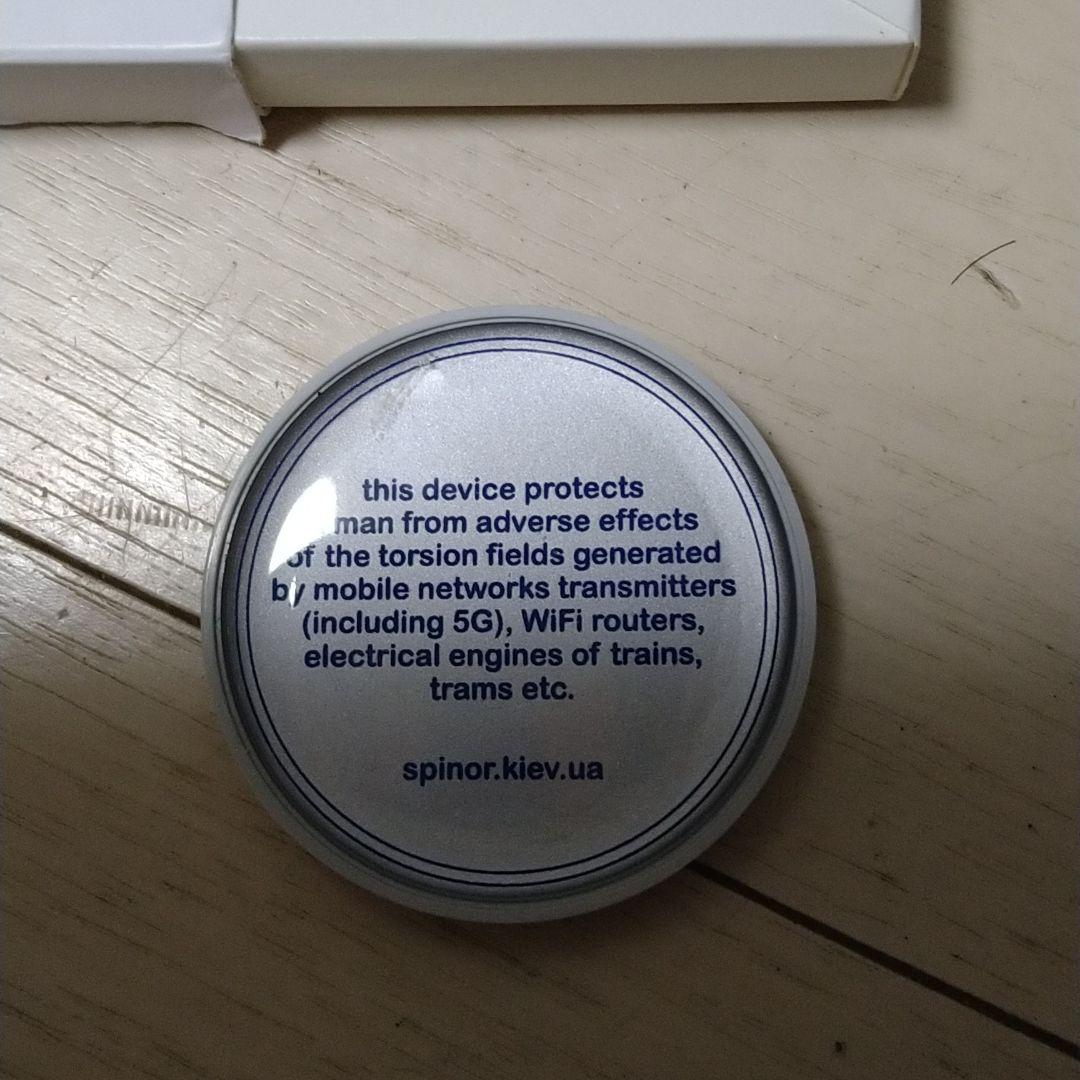 this device protects
man from adverse effects
of the torsion fields generated
by mobile networks transmitters
(including 5G), WiFi routers,
electrical engines of trains,
trams etc.
spinor.kiev.ua